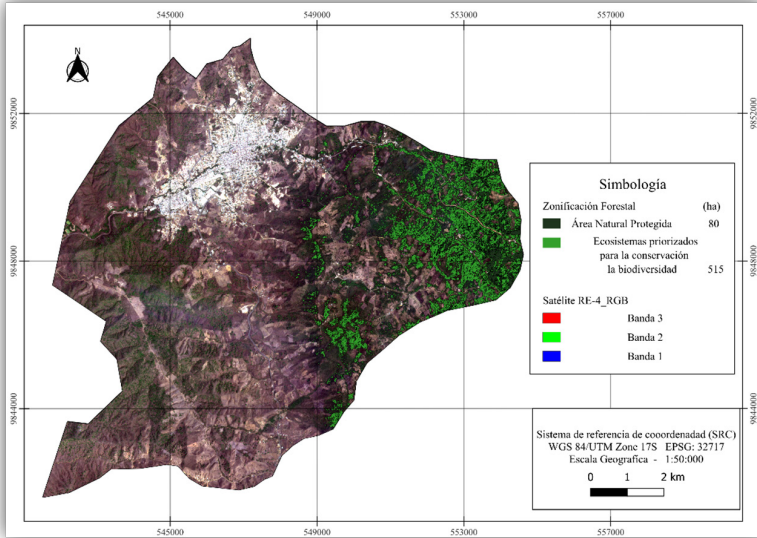 545000 549000 553000 557000
N
9852000 9852000
9848000 9848000
9844000 9844000
Simbología
Zonificación Forestal (ha)
Área Natural Protegida 80
Ecosistemas priorizados
para la conservación
la biodiversidad 515
Satélite RE-4_RGB
Banda 3
Banda 2
Banda 1
Sistema de referencia de cooordenadad (SRC)
WGS 84/UTM Zone 17S EPSG: 32717
Escala Geografica - 1:50:000
0 1 2 km
545000 549000 553000 557000